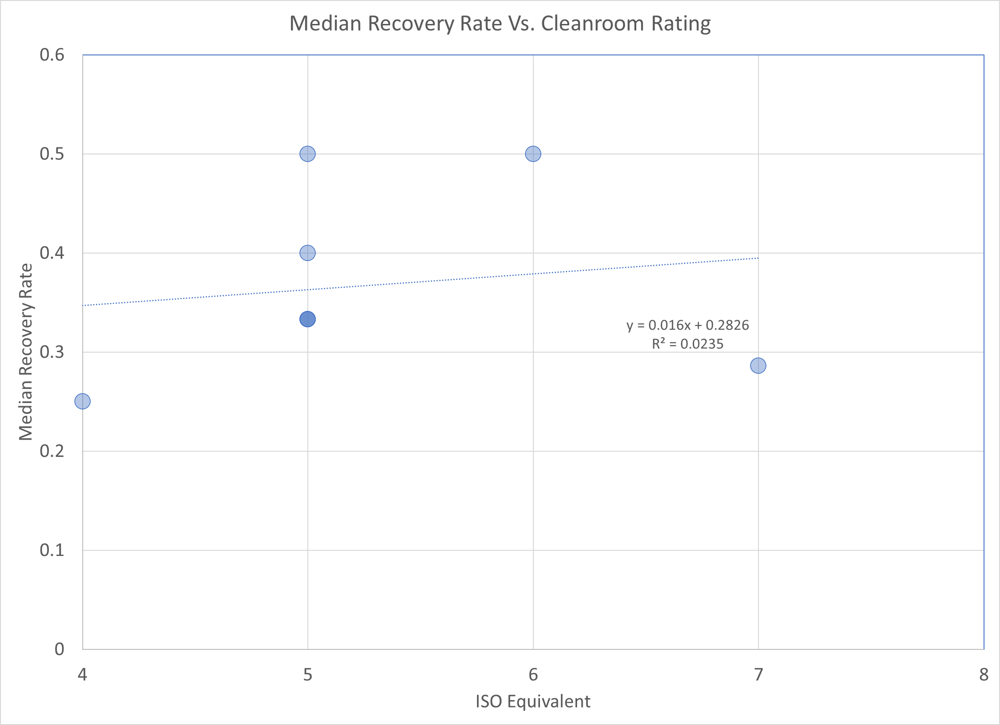 Median Recovery Rate Vs. Cleanroom Rating
0.6
0.5
0.4
0.3
0.2
0.1
0
Median Recovery Rate
y = 0.016x + 0.2826
R² = 0.0235
4 5 6 7 8
ISO Equivalent